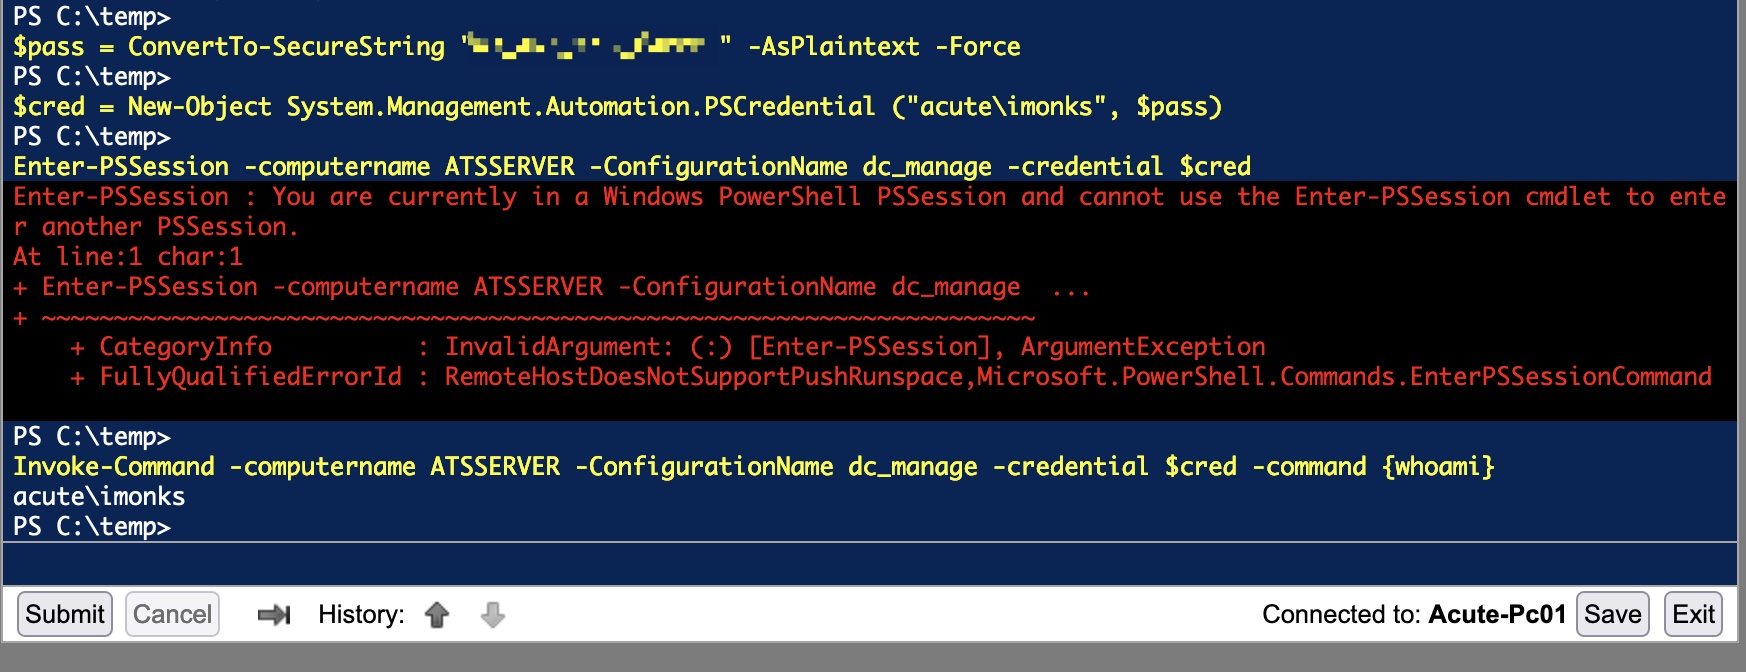 PS C:\temp>
$pass = ConvertTo-SecureString " " -AsPlaintext -Force
PS C:\temp>
$cred = New-Object System.Management.Automation.PSCredential ("acute\imonks", $pass)
PS C:\temp>
Enter-PSSession -computername ATSSERVER -ConfigurationName dc_manage -credential $cred
Enter-PSSession : You are currently in a Windows PowerShell PSSession and cannot use the Enter-PSSession cmdlet to ente
r another PSSession.
At line:1 char:1
+ Enter-PSSession -computername ATSSERVER -ConfigurationName dc_manage  ...
+ ~~~~~~~~~~~~~~~~~~~~~~~~~~~~~~~~~~~~~~~~~~~~~~~~~~~~~~~~~~~~~~~~~~~~~
    + CategoryInfo          : InvalidArgument: (:) [Enter-PSSession], ArgumentException
    + FullyQualifiedErrorId : RemoteHostDoesNotSupportPushRunspace,Microsoft.PowerShell.Commands.EnterPSSessionCommand
PS C:\temp>
Invoke-Command -computername ATSSERVER -ConfigurationName dc_manage -credential $cred -command {whoami}
acute\imonks
PS C:\temp>
Submit Cancel History: Connected to: Acute-Pc01 Save Exit